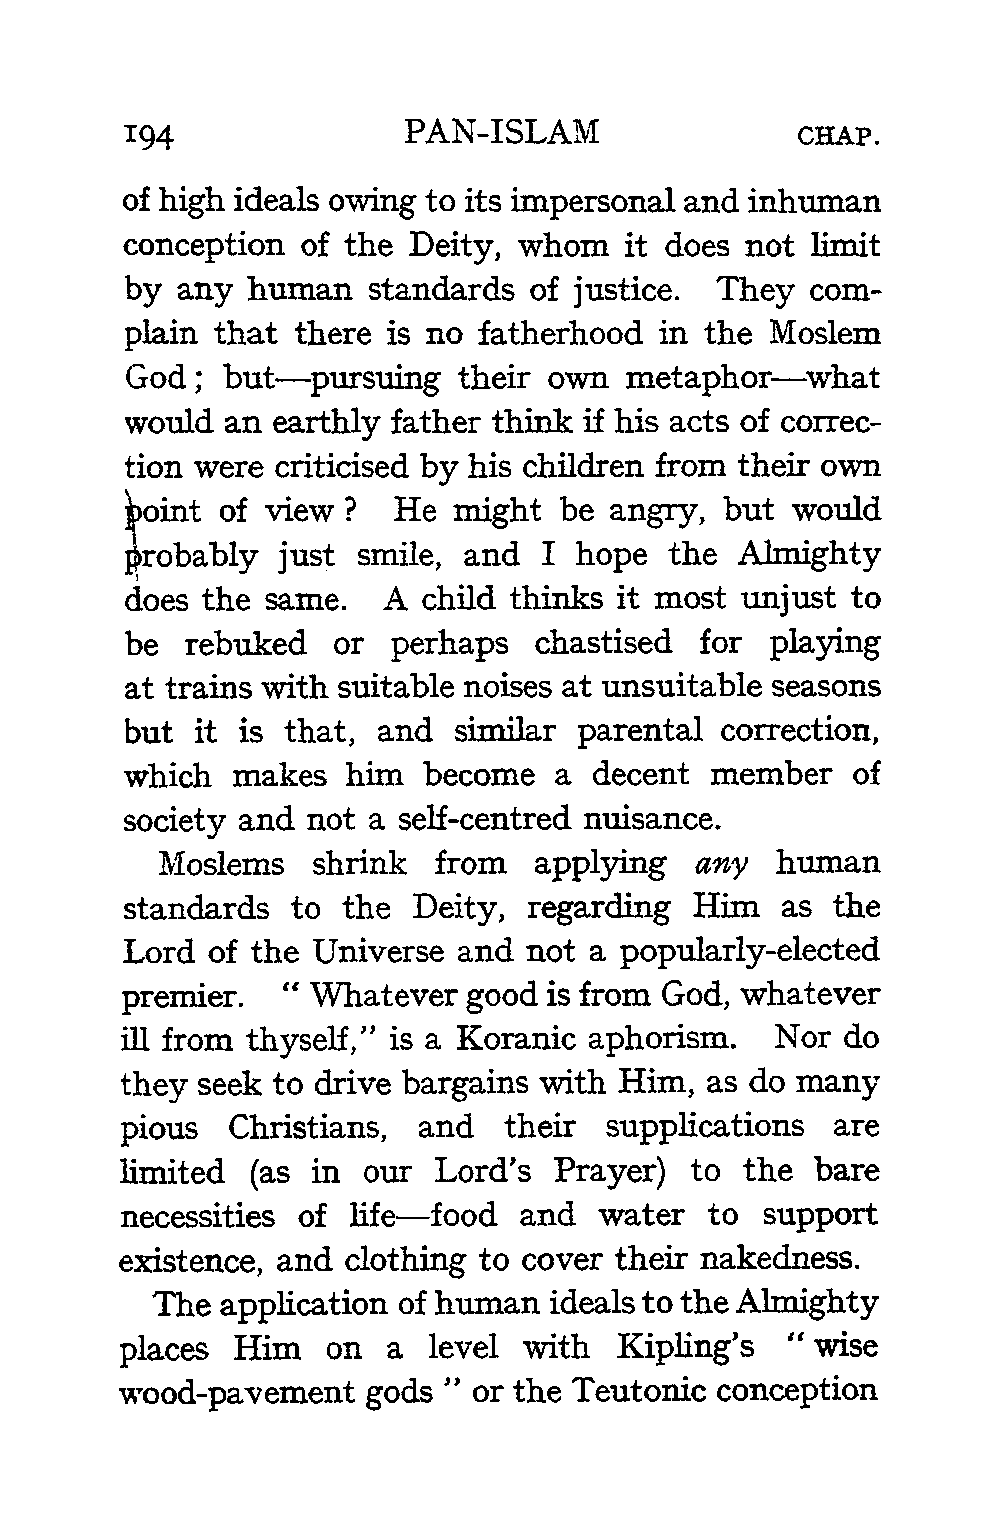 194 PAN-ISLAM CHAP.
of high ideals owing to its impersonal and inhuman
conception of the Deity, whom it does not limit
by any human standards of justice. They com-
plain that there is no fatherhood in the Moslem
God ; but—pursuing their own metaphor—what
would an earthly father think if his acts of correc-
tion were criticised by his children from their own
point of view ? He might be angry, but would
probably just smile, and I hope the Almighty
does the same. A child thinks it most unjust to
be rebuked or perhaps chastised for playing
at trains with suitable noises at unsuitable seasons
but it is that, and similar parental correction,
which makes him become a decent member of
society and not a self-centred nuisance.
Moslems shrink from applying any human
standards to the Deity, regarding Him as the
Lord of the Universe and not a popularly-elected
premier. “ Whatever good is from God, whatever
ill from thyself,” is a Koranic aphorism. Nor do
they seek to drive bargains with Him, as do many
pious Christians, and their supplications are
limited (as in our Lord’s Prayer) to the bare
necessities of life—food and water to support
existence, and clothing to cover their nakedness.
The application of human ideals to the Almighty
places Him on a level with Kipling’s “ wise
wood-pavement gods ” or the Teutonic conception